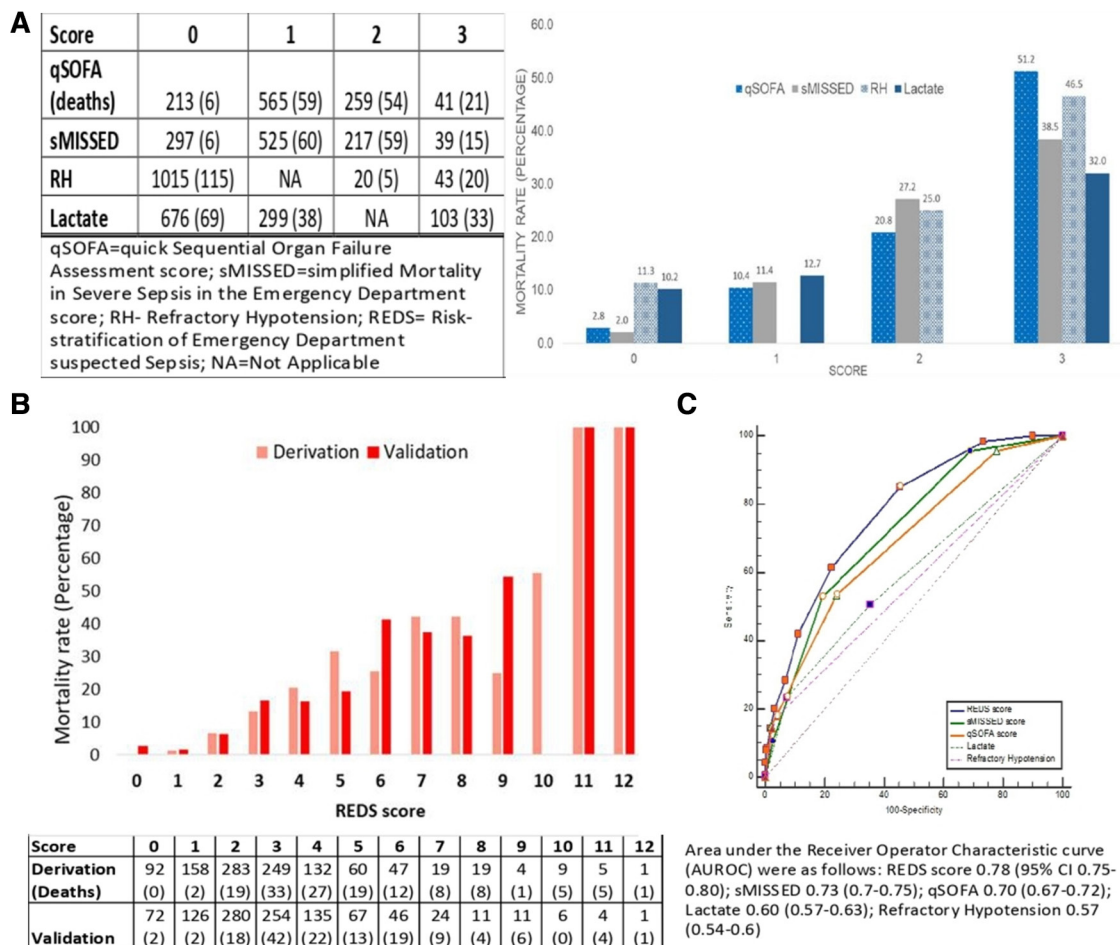 A
Score 0 1 2 3
qSOFA
(deaths) 213 (6) 565 (59) 259 (54) 41 (21)
sMISSED 297 (6) 525 (60) 217 (59) 39 (15)
RH 1015 (115) NA 20 (5) 43 (20)
Lactate 676 (69) 299 (38) NA 103 (33)
qSOFA=quick Sequential Organ Failure
Assessment score; sMISSED=simplified Mortality
in Severe Sepsis in the Emergency Department
score; RH- Refractory Hypotension; REDS= Risk-
stratification of Emergency Department
suspected Sepsis; NA=Not Applicable
MORTALITY RATE (PERCENTAGE)
60.0
50.0
40.0
30.0
20.0
10.0
0.0
qSOFA sMISSED RH Lactate
2.8 2.0 11.3 10.2
10.4 11.4 12.7
20.8 27.2 25.0
51.2 38.5 46.5 32.0
0 1 2 3
SCORE
B
Mortality rate (Percentage)
100
90
80
70
60
50
40
30
20
10
0
Derivation Validation
0 1 2 3 4 5 6 7 8 9 10 11 12
REDS score
Score 0 1 2 3 4 5 6 7 8 9 10 11 12
Derivation 92 158 283 249 132 60 47 19 19 4 9 5 1
(Deaths) (0) (2) (19) (33) (27) (19) (12) (8) (8) (1) (5) (5) (1)
72 126 280 254 135 67 46 24 11 11 6 4 1
Validation (2) (2) (18) (42) (22) (13) (19) (9) (4) (6) (0) (4) (1)
C
Sensitivity
100
80
60
40
20
0
REDS score
sMISSED score
qSOFA score
Lactate
Refractory Hypotension
0 20 40 60 80 100
100-Specificity
Area under the Receiver Operator Characteristic curve
(AUROC) were as follows: REDS score 0.78 (95% CI 0.75-
0.80); sMISSED 0.73 (0.7-0.75); qSOFA 0.70 (0.67-0.72);
Lactate 0.60 (0.57-0.63); Refractory Hypotension 0.57
(0.54-0.6)